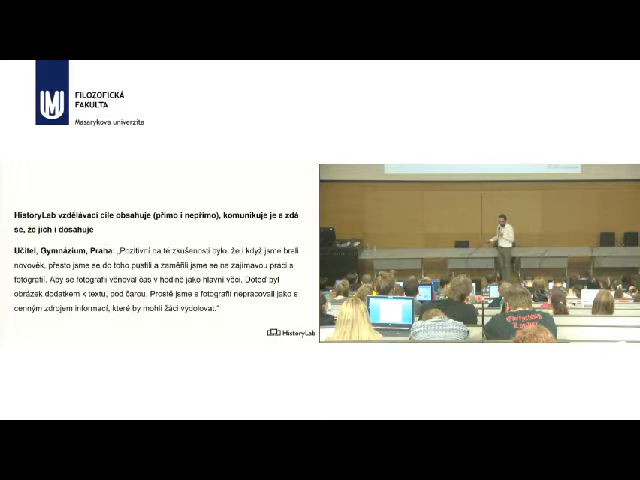 FILOZOFICKÁ
FAKULTA
Masarykova univerzita
HistoryLab vzdělávací cíle obsahuje (přímo i nepřímo), komunikuje je a zdá
se, že jich i dosahuje
Učitel, Gymnázium, Praha: „Pozitivní na té zkušenosti bylo, že i když jsme brali
novověk, přesto jsme se do toho pustili a zaměřili jsme se na zajímavou práci s
fotografií. Aby se fotografii věnoval čas v hodině jako hlavní věci. Doteď byl
obrázek dodatkem k textu, pod čarou. Prostě jsme s fotografií nepracovali jako s
cenným zdrojem informací, které by mohli žáci vydolovat.“
HistoryLab